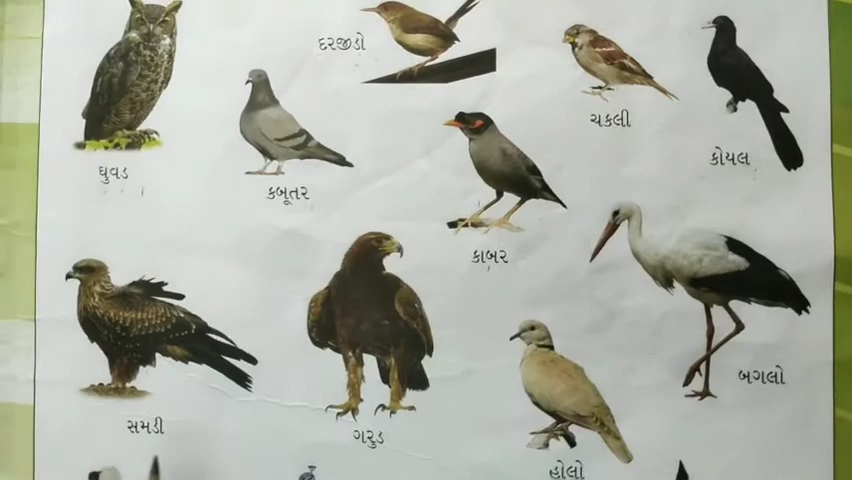 દરજીડો
ચકલી
કોયલ
ઘુવડ
કબૂતર
કાબર
બગલો
સમડી
ગરુડ
હોલો